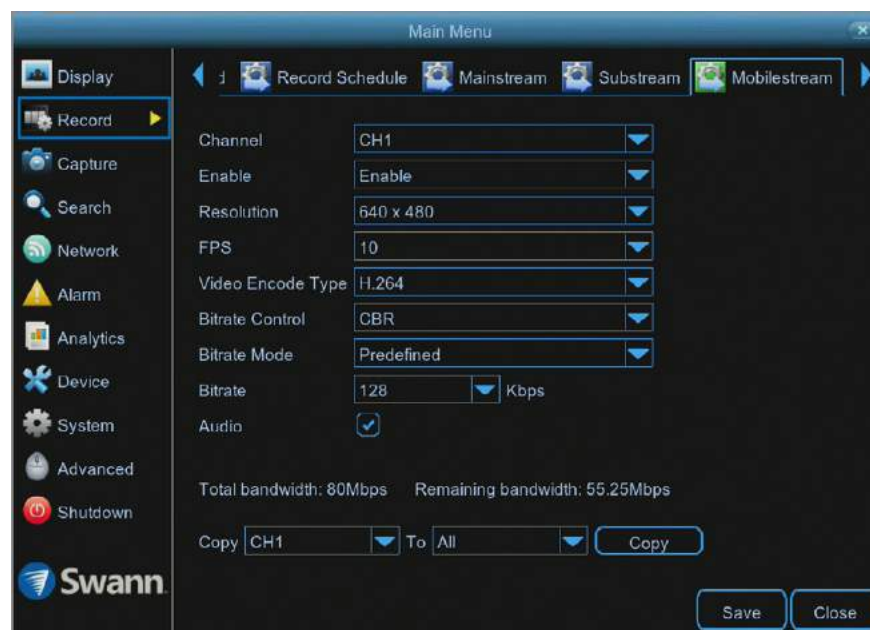 Main Menu
Display
Record
Capture
Search
Network
Alarm
Analytics
Device
System
Advanced
Shutdown
Swann
Record Schedule Mainstream Substream Mobilestream
Channel CH1
Enable Enable
Resolution 640 x 480
FPS 10
Video Encode Type H.264
Bitrate Control CBR
Bitrate Mode Predefined
Bitrate 128 Kbps
Audio
Total bandwidth: 80Mbps Remaining bandwidth: 55.25Mbps
Copy CH1 To All Copy
Save Close